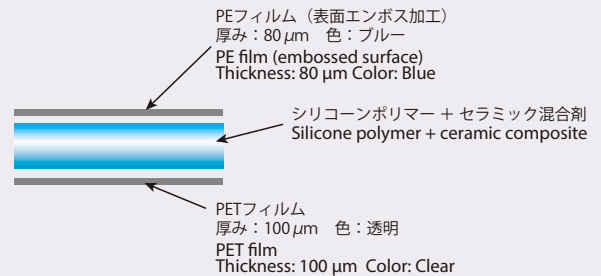 PEフィルム（表面エンボス加工）
厚み：80 μm　色：ブルー
PE film (embossed surface)
Thickness: 80 μm Color: Blue
シリコーンポリマー ＋ セラミック混合剤
Silicone polymer + ceramic composite
PETフィルム
厚み：100 μm　色：透明
PET film
Thickness: 100 μm  Color: Clear